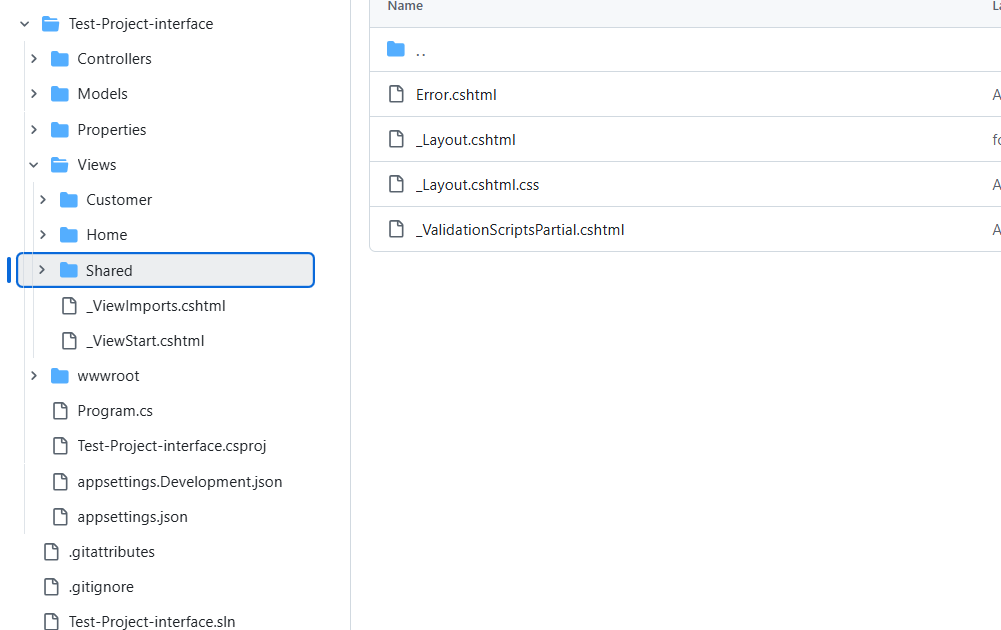 Test-Project-interface
Controllers
Models
Properties
Views
Customer
Home
Shared
_ViewImports.cshtml
_ViewStart.cshtml
wwwroot
Program.cs
Test-Project-interface.csproj
appsettings.Development.json
appsettings.json
.gitattributes
.gitignore
Test-Project-interface.sln
Name
..
Error.cshtml
_Layout.cshtml
_Layout.cshtml.css
_ValidationScriptsPartial.cshtml